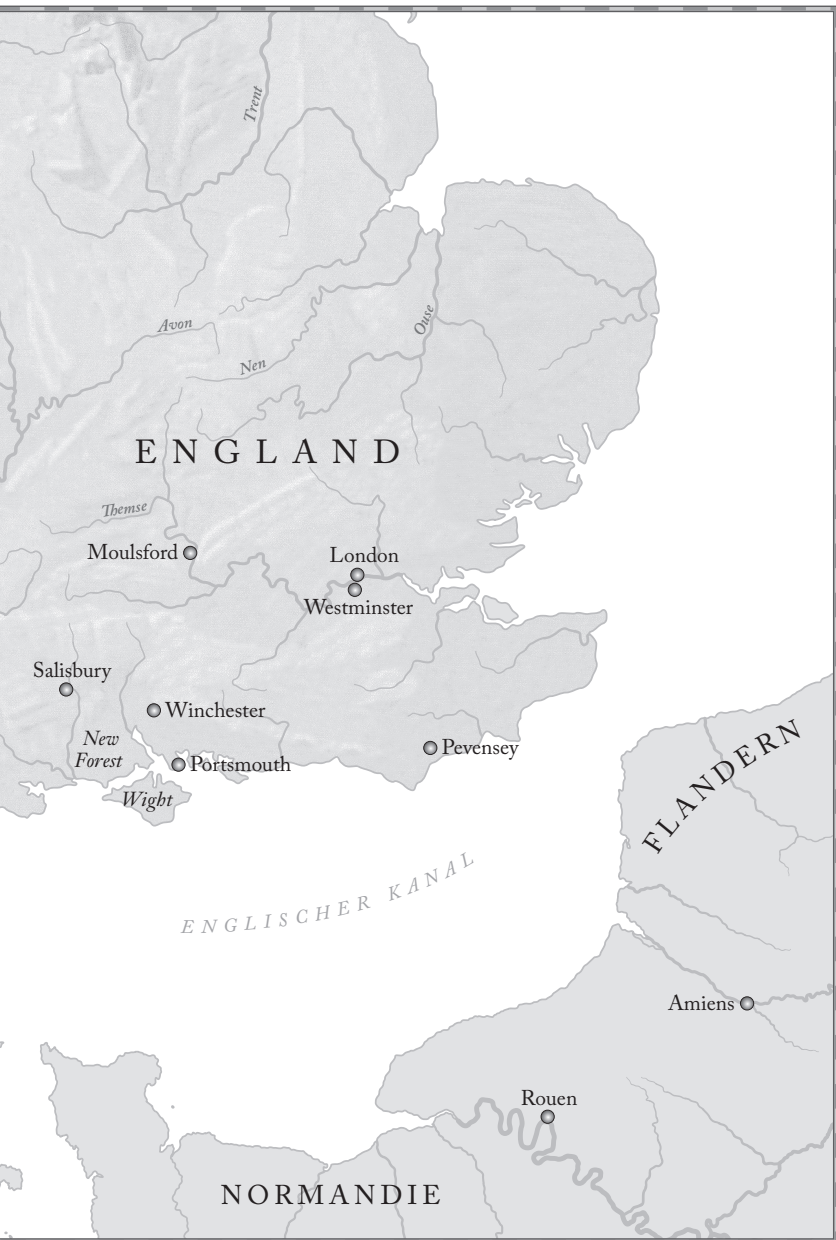 Trent
Avon
Ouse
Nen
ENGLAND
Themse
Moulsford
London
Westminster
Salisbury
Winchester
New
Forest
Portsmouth
Pevensey
Wight
FLANDERN
ENGLISCHER KANAL
Amiens
Rouen
NORMANDIE